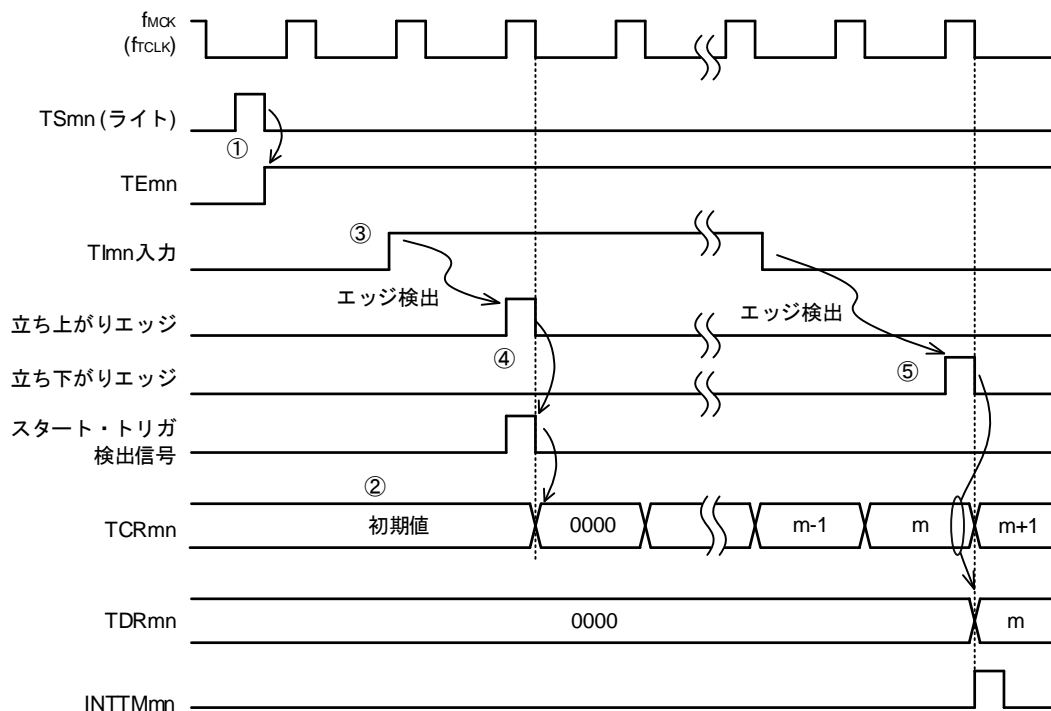 fMCK
(fTCLK)
TSmn (ライト)
①
TEmn
③
TImn入力
エッジ検出
エッジ検出
立ち上がりエッジ
④
⑤
立ち下がりエッジ
スタート・トリガ
検出信号
②
TCRmn
初期値
0000
m-1
m
m+1
TDRmn
0000
m
INTTMmn